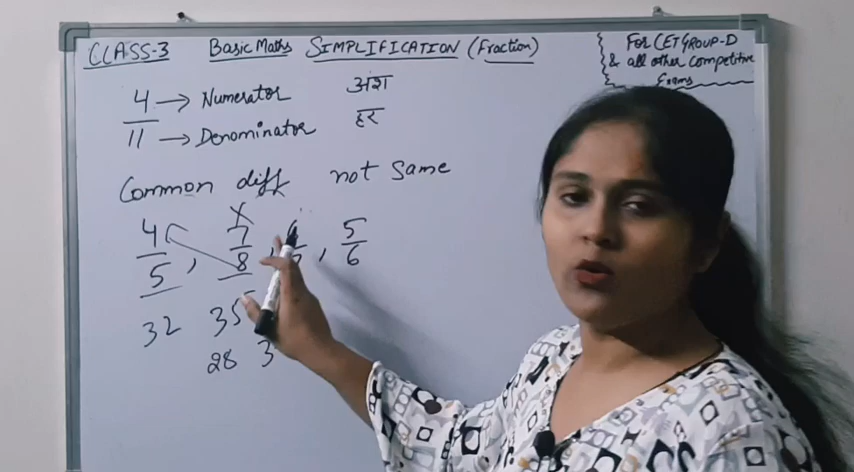 CLASS-3 Basic Maths SIMPLIFICATION (Fraction)
For CET GROUP-D
& all other Competitive
Exams
4 → Numerator अंश
11 → Denominator हर
Common diff not Same
4/5, 7/8, 5/6
32 35
28 3